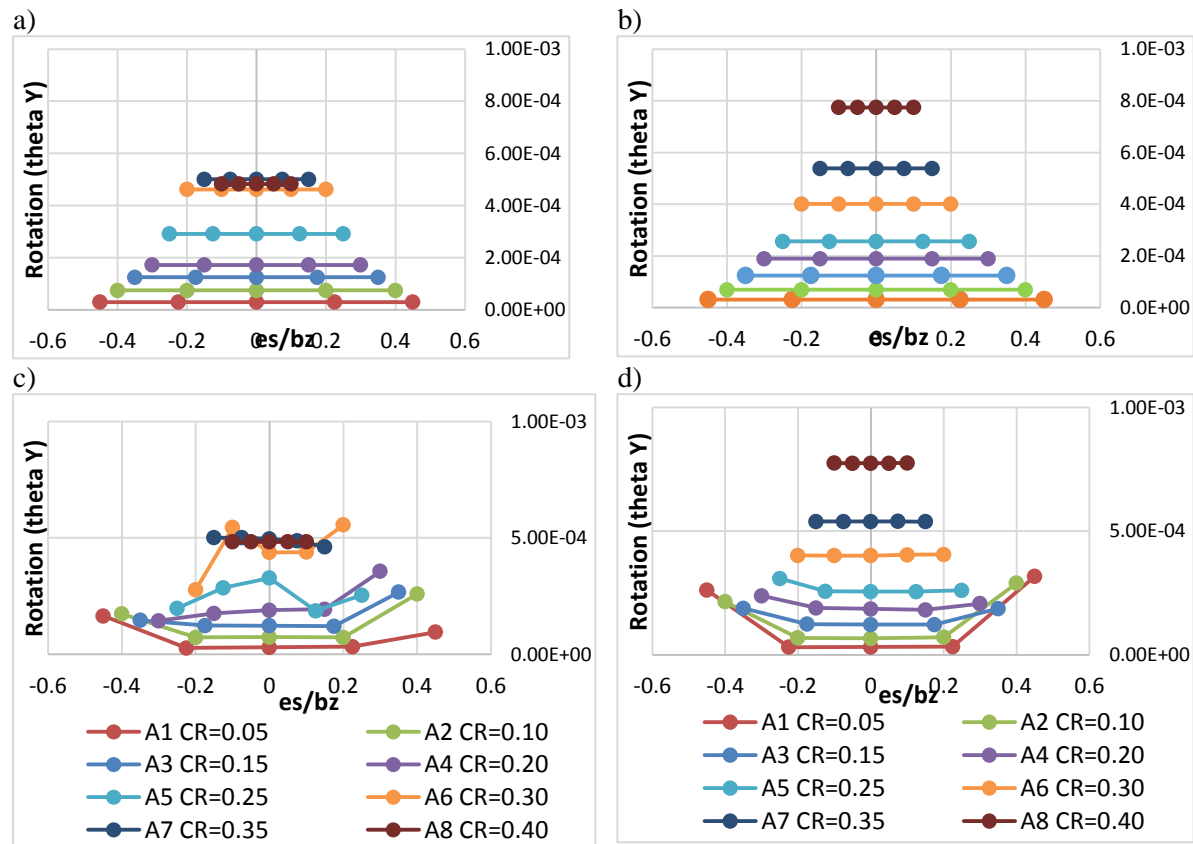 a)
1.00E-03
8.00E-04
6.00E-04
4.00E-04
2.00E-04
0.00E+00
Rotation (theta Y)
-0.6 -0.4 -0.2 0 0.2 0.4 0.6
es/bz
b)
1.0E-03
8.0E-04
6.0E-04
4.0E-04
2.0E-04
0.0E+00
Rotation (theta Y)
-0.6 -0.4 -0.2 0 0.2 0.4 0.6
es/bz
c)
1.00E-03
5.00E-04
0.00E+00
Rotation (theta Y)
-0.6 -0.4 -0.2 0 0.2 0.4 0.6
es/bz
A1 CR=0.05 A2 CR=0.10
A3 CR=0.15 A4 CR=0.20
A5 CR=0.25 A6 CR=0.30
A7 CR=0.35 A8 CR=0.40
d)
1.00E-03
5.00E-04
0.00E+00
Rotation (theta Y)
-0.6 -0.4 -0.2 0 0.2 0.4 0.6
es/bz
A1 CR=0.05 A2 CR=0.10
A3 CR=0.15 A4 CR=0.20
A5 CR=0.25 A6 CR=0.30
A7 CR=0.35 A8 CR=0.40